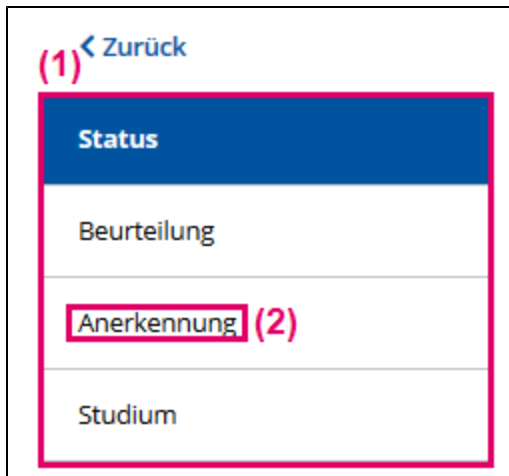 Zurück
(1)
Status
Beurteilung
Anerkennung (2)
Studium